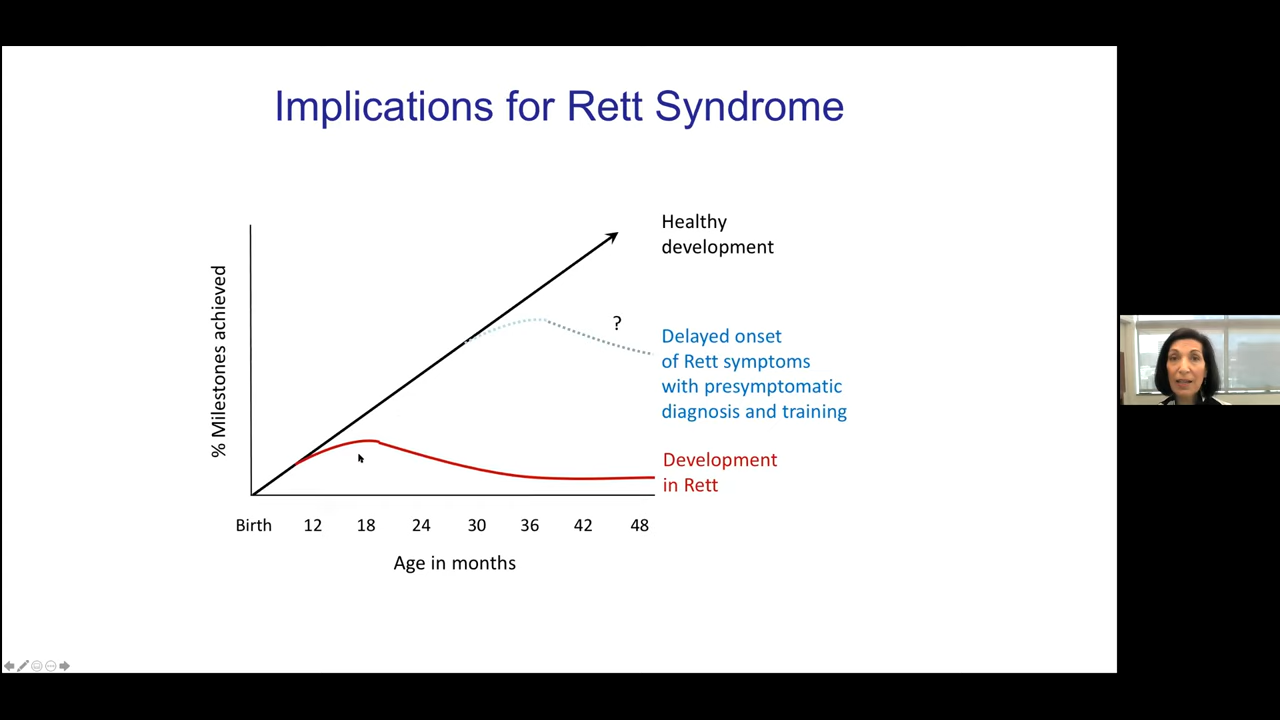 Implications for Rett Syndrome
% Milestones achieved
Healthy
development
?
Delayed onset
of Rett symptoms
with presymptomatic
diagnosis and training
Development
in Rett
Birth 12 18 24 30 36 42 48
Age in months